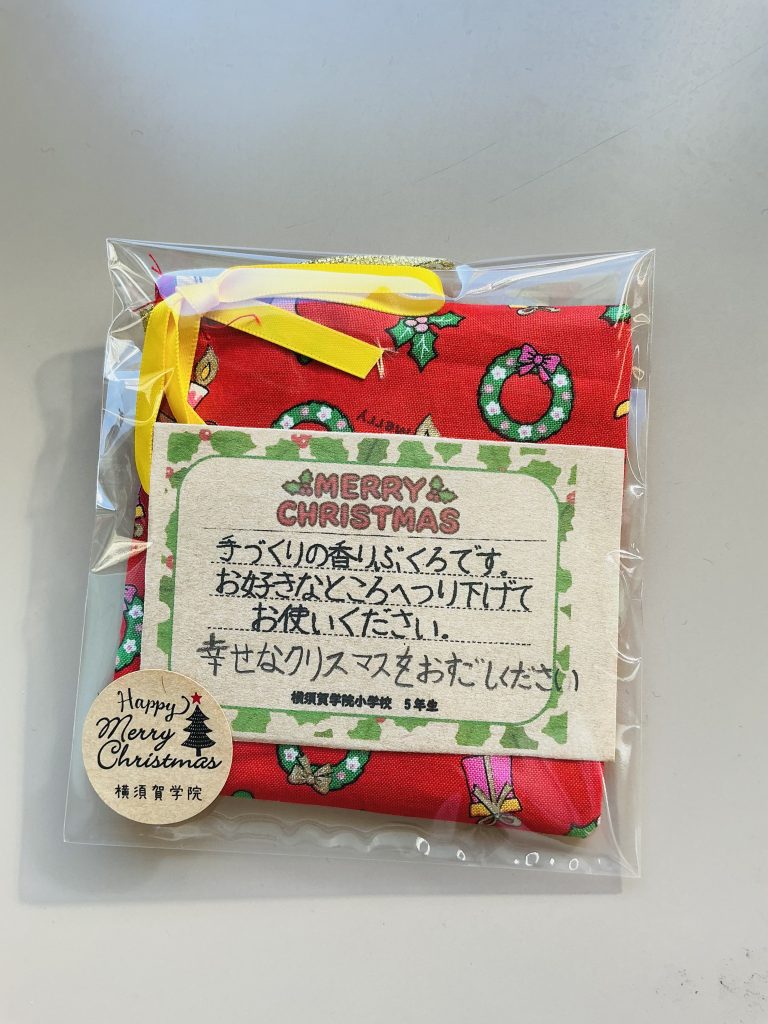 merry
MERRY
CHRISTMAS
手づくりの香りぶくろです。
お好きなところへつり下げて
お使いください。
幸せなクリスマスをおすごしください
横須賀学院小学校 5年生
Happy
Merry
Christmas
横須賀学院